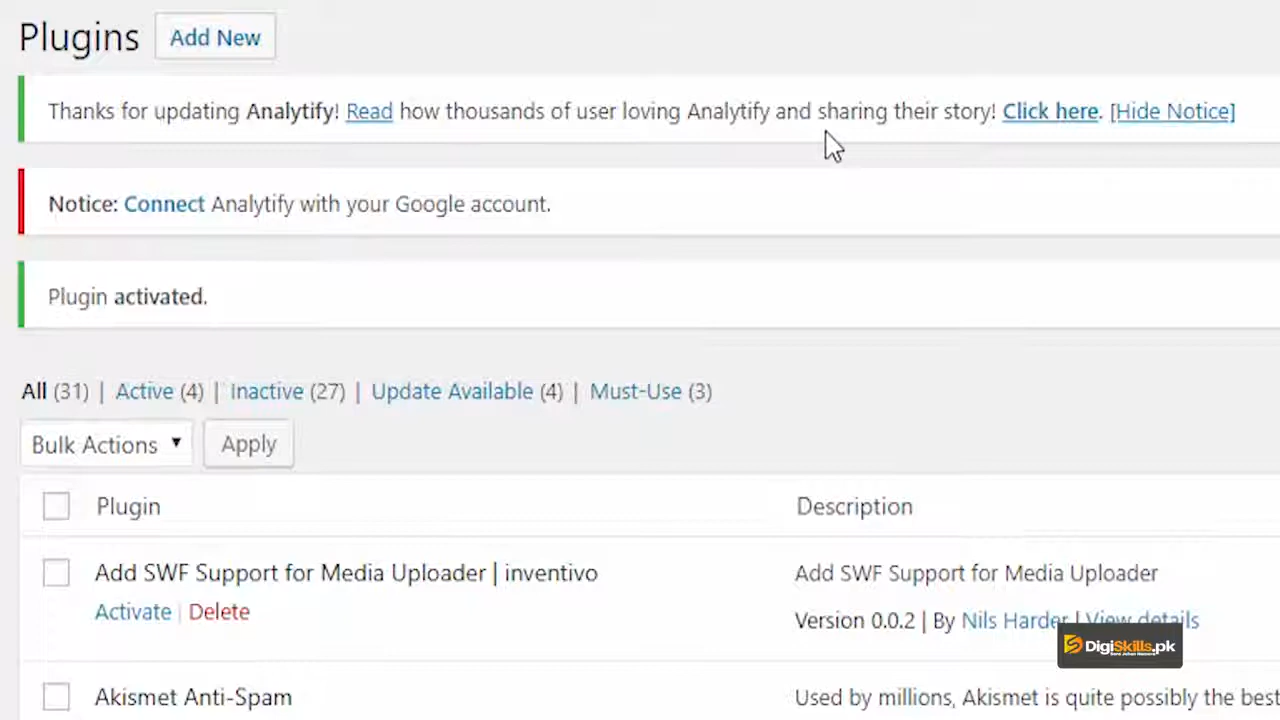 Plugins Add New
Thanks for updating Analytify! Read how thousands of user loving Analytify and sharing their story! Click here. [Hide Notice]
Notice: Connect Analytify with your Google account.
Plugin activated.
All (31) | Active (4) | Inactive (27) | Update Available (4) | Must-Use (3)
Bulk Actions Apply
Plugin Description
Add SWF Support for Media Uploader | inventivo Add SWF Support for Media Uploader
Activate | Delete Version 0.0.2 | By Nils Harder | View details
DigiSkills.pk
Akismet Anti-Spam Used by millions, Akismet is quite possibly the best